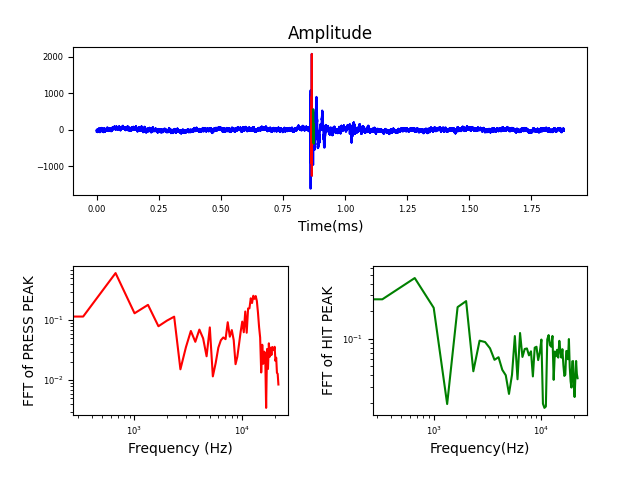 Amplitude
2000
1000
0
−1000
0.00 0.25 0.50 0.75 1.00 1.25 1.50 1.75
Time(ms)
FFT of PRESS PEAK
10⁻¹
10⁻²
10³ 10⁴
Frequency (Hz)
FFT of HIT PEAK
10⁻¹
10³ 10⁴
Frequency(Hz)